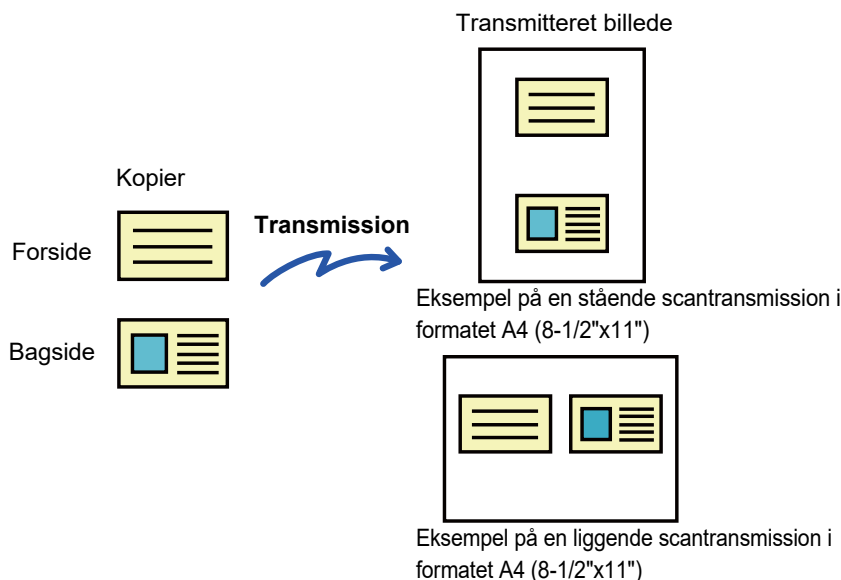 Transmitteret billede
Kopier
Forside
Transmission
Bagside
Eksempel på en stående scantransmission i
formatet A4 (8-1/2"x11")
Eksempel på en liggende scantransmission i
formatet A4 (8-1/2"x11")